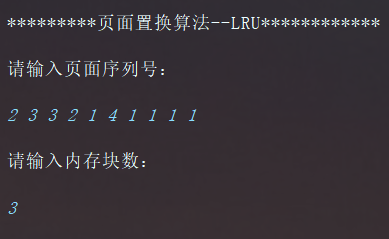 *********页面置换算法--LRU************
请输入页面序列号：
2 3 3 2 1 4 1 1 1 1
请输入内存块数：
3